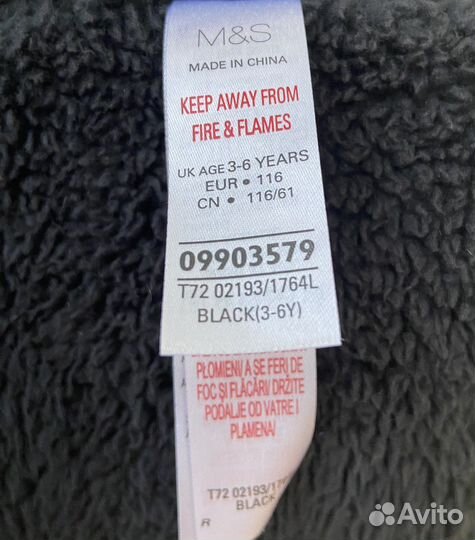 M&S
MADE IN CHINA
KEEP AWAY FROM
FIRE & FLAMES
UK AGE 3-6 YEARS
EUR • 116
CN • 116/61
09903579
T72 02193/1764L
BLACK(3-6Y)
PŁOMIENI/A SE FERI DE
FOC ȘI FLĂCĂRI/DRŽITE
PODALJE OD VATRE I
PLAMENA/
T72 02193/17
BLACK
R
Avito